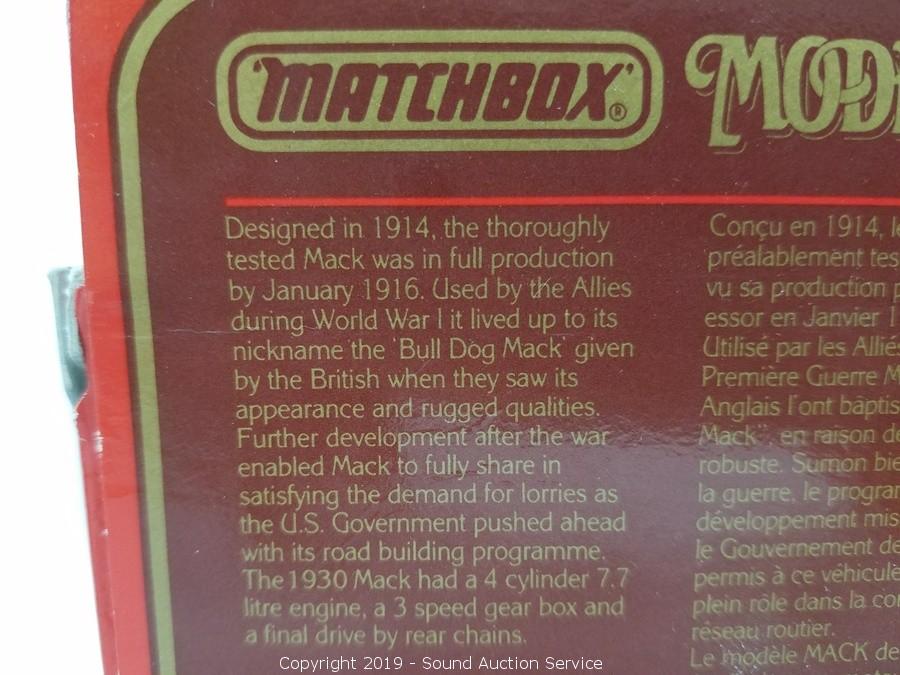 MATCHBOX®
Designed in 1914, the thoroughly
tested Mack was in full production
by January 1916. Used by the Allies
during World War I it lived up to its
nickname the 'Bull Dog Mack' given
by the British when they saw its
appearance and rugged qualities.
Further development after the war
enabled Mack to fully share in
satisfying the demand for lorries as
the U.S. Government pushed ahead
with its road building programme.
The 1930 Mack had a 4 cylinder 7.7
litre engine, a 3 speed gear box and
a final drive by rear chains.
Conçu en 1914,
préalablement
vu sa production
essor en Janvier
Utilisé par les
Première Guerre
Anglais l'ont
Mack", en raison
robuste.
la guerre, le
développement
le Gouvernement
permis à ce
plein rôle dans la
réseau routier.
Le modèle MACK
Copyright 2019 - Sound Auction Service